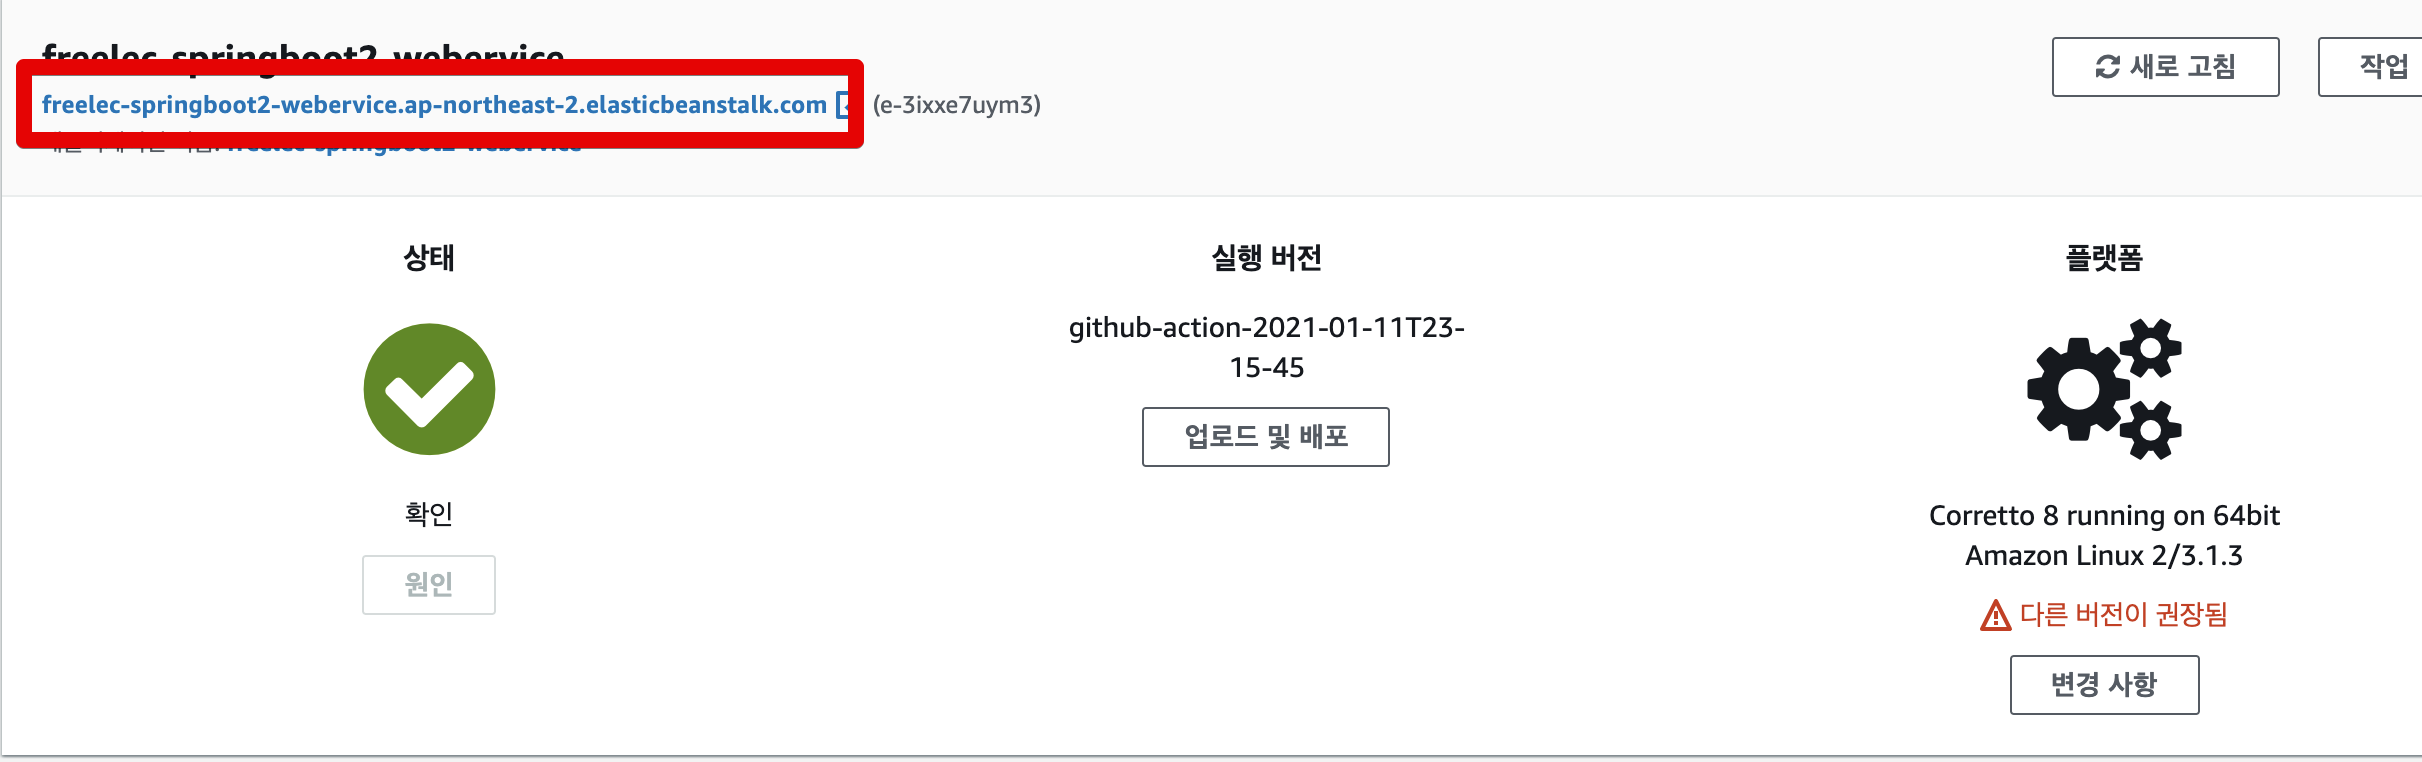 freelec-springboot2-webervice
새로 고침
작업
freelec-springboot2-webervice.ap-northeast-2.elasticbeanstalk.com (e-3ixxe7uym3)
freelec-springboot2-webervice
상태
실행 버전
플랫폼
github-action-2021-01-11T23-
15-45
업로드 및 배포
확인
원인
Corretto 8 running on 64bit
Amazon Linux 2/3.1.3
다른 버전이 권장됨
변경 사항